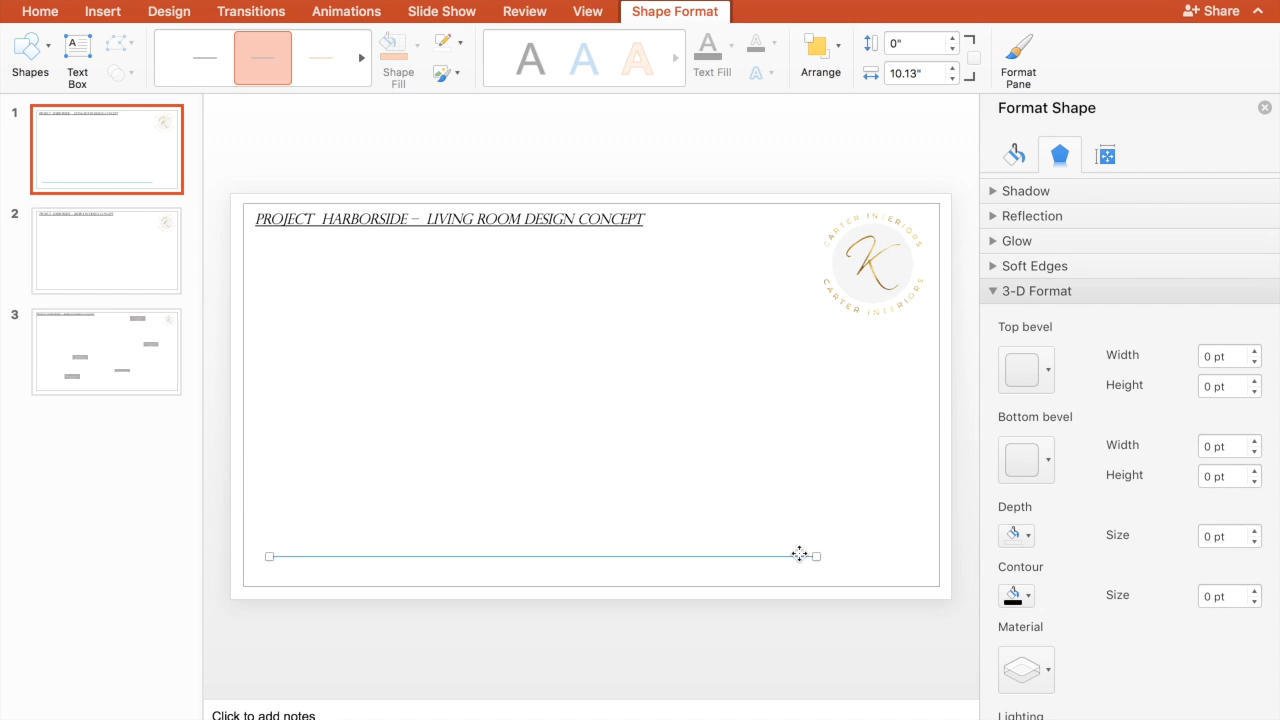 Home Insert Design Transitions Animations Slide Show Review View Shape Format Share
Shapes
Text Box
A
Shape Fill
A A A
A
Text Fill
A
A
Arrange
0"
10.13"
Format Pane
1
2
3
PROJECT HARBORSIDE – LIVING ROOM DESIGN CONCEPT
CARTER INTERIORS
K
CARTER INTERIORS
Click to add notes
Format Shape
Shadow
Reflection
Glow
Soft Edges
3-D Format
Top bevel
Width 0 pt
Height 0 pt
Bottom bevel
Width 0 pt
Height 0 pt
Depth
Size 0 pt
Contour
Size 0 pt
Material
Lighting